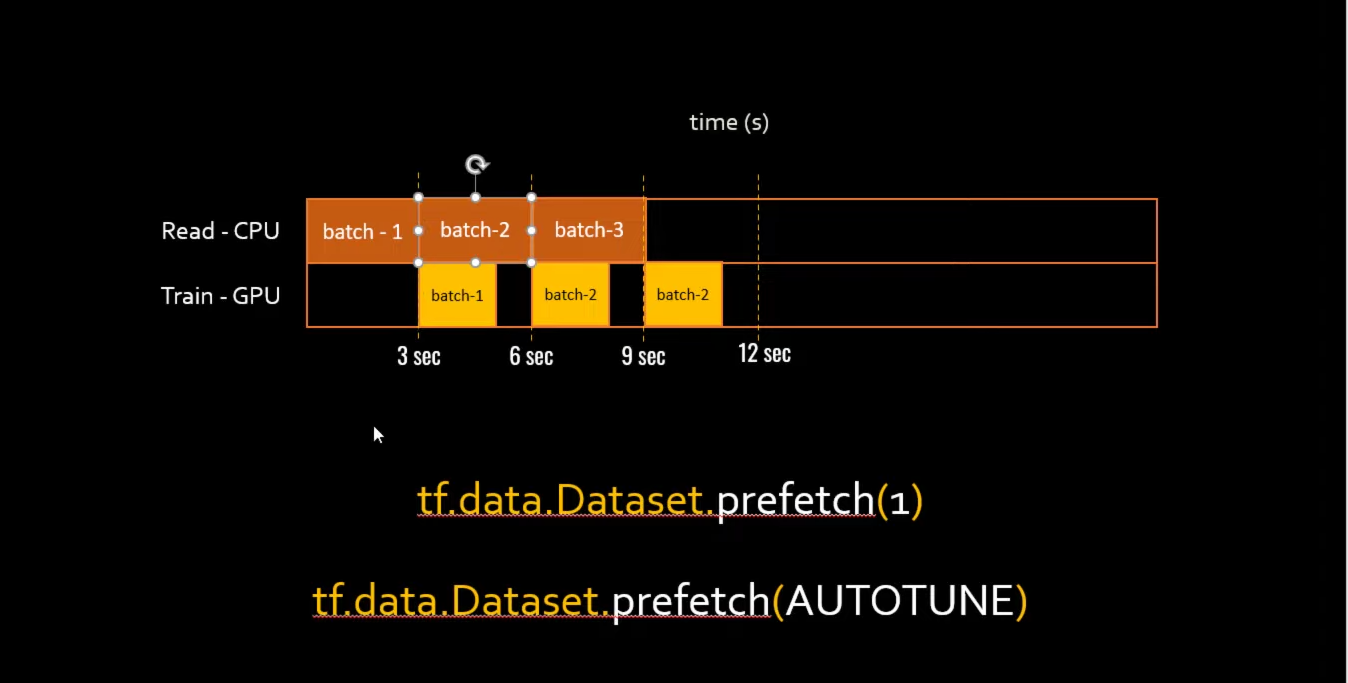 time (s)
Read - CPU
batch - 1
batch-2
batch-3
Train - GPU
batch-1
batch-2
batch-2
3 sec
6 sec
9 sec
12 sec
tf.data.Dataset.prefetch(1)
tf.data.Dataset.prefetch(AUTOTUNE)